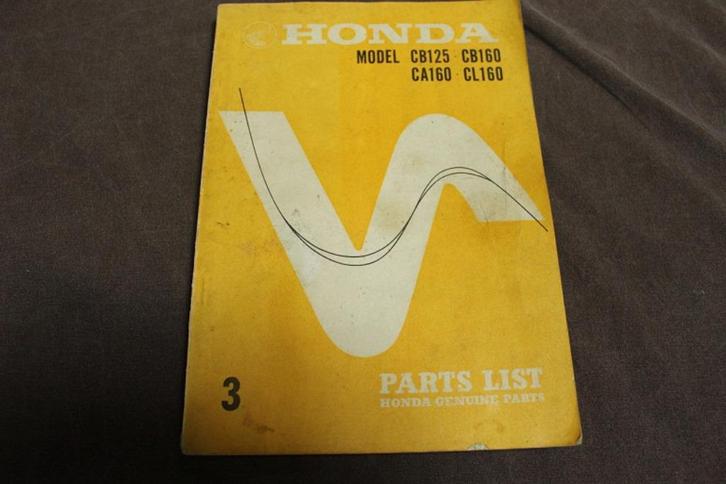 HONDA
MODEL CB125 · CB160
CA160 · CL160
3
PARTS LIST
HONDA GENUINE PARTS